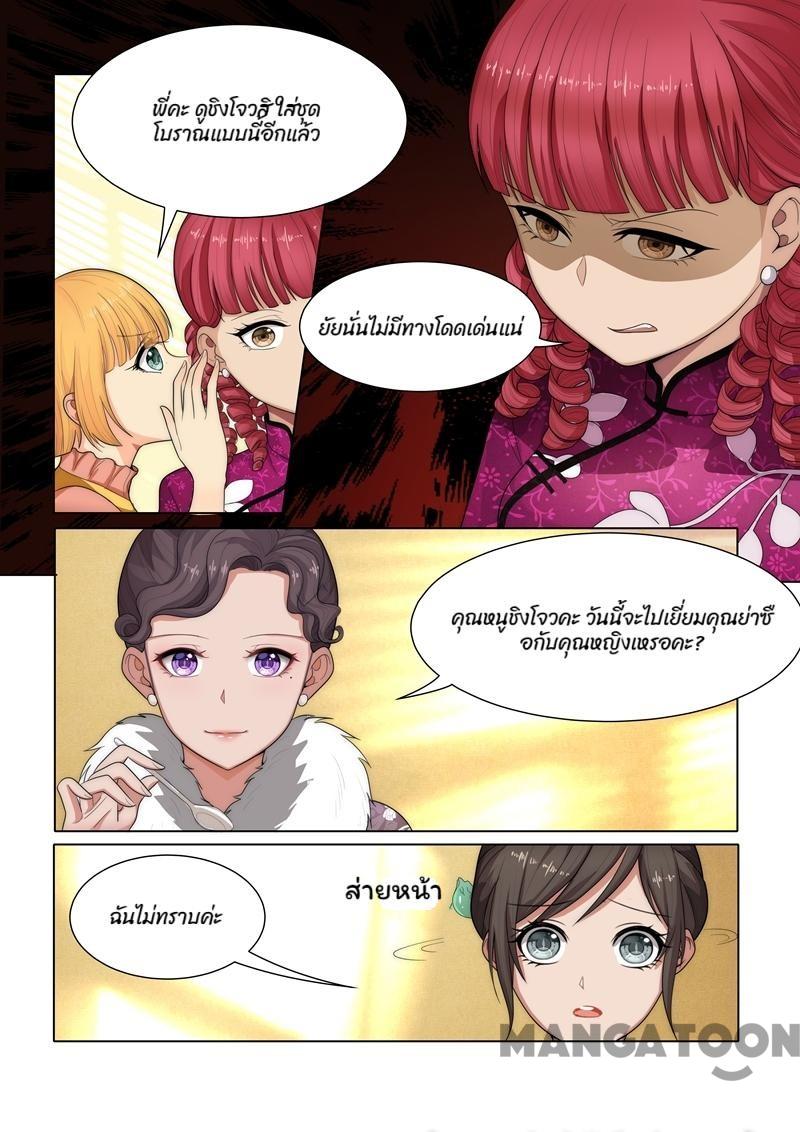 พี่คะ ดูชิงโจวสิ ใส่ชุด
โบราณแบบนี้อีกแล้ว
ยัยนั่นไม่มีทางโดดเด่นแน่
คุณหนูชิงโจวคะ วันนี้จะไปเยี่ยมคุณย่าซื
อกับคุณหญิงเหรอคะ?
ส่ายหน้า
ฉันไม่ทราบค่ะ
MANGATOON